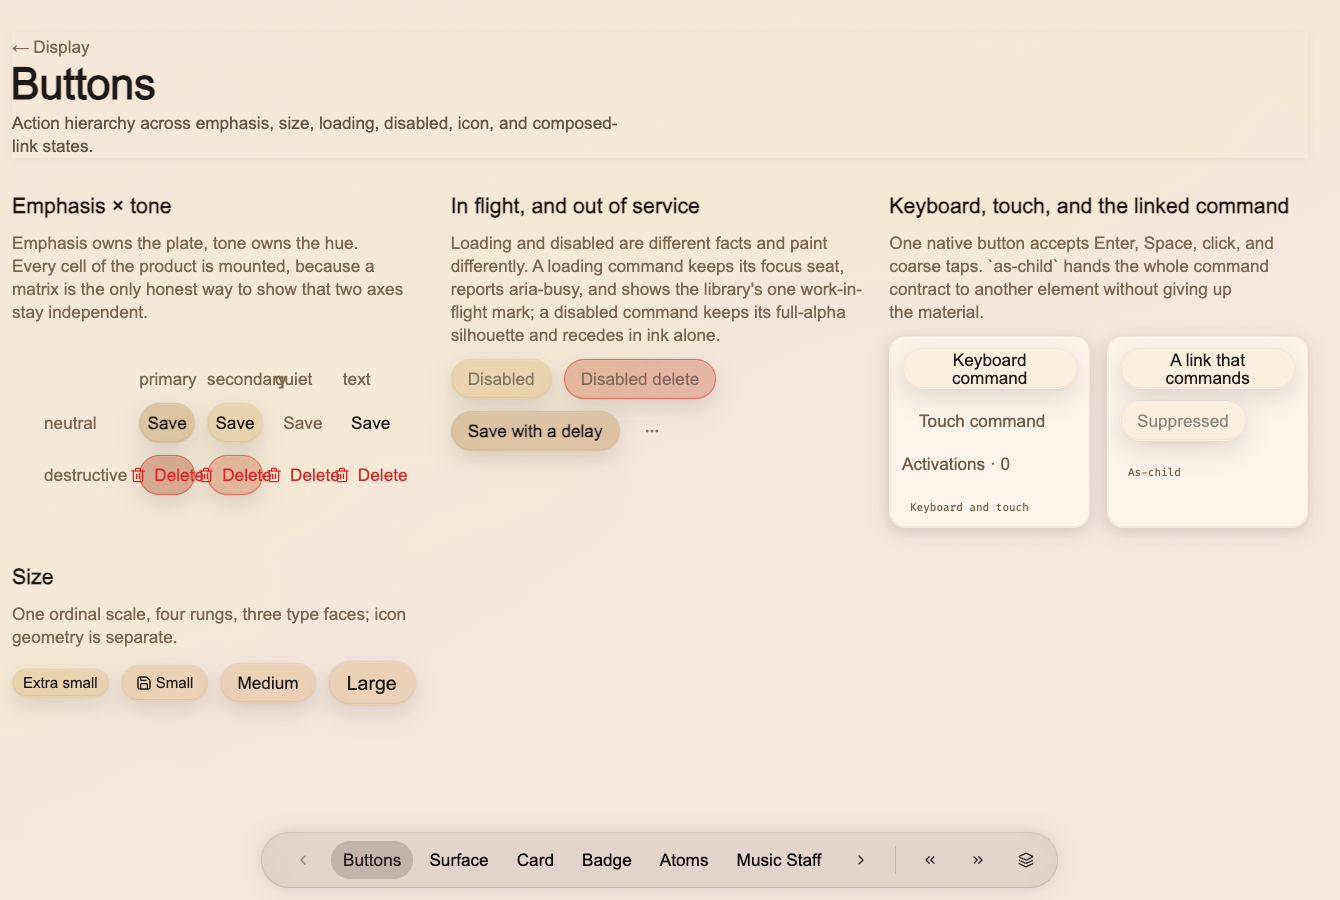 ← Display
Buttons
Action hierarchy across emphasis, size, loading, disabled, icon, and composed-
link states.
Emphasis × tone
Emphasis owns the plate, tone owns the hue.
Every cell of the product is mounted, because a
matrix is the only honest way to show that two axes
stay independent.
primary secondary quiet text
neutral Save Save Save Save
destructive Delete Delete Delete Delete
In flight, and out of service
Loading and disabled are different facts and paint
differently. A loading command keeps its focus seat,
reports aria-busy, and shows the library's one work-in-
flight mark; a disabled command keeps its full-alpha
silhouette and recedes in ink alone.
Disabled Disabled delete
Save with a delay ...
Keyboard, touch, and the linked command
One native button accepts Enter, Space, click, and
coarse taps. `as-child` hands the whole command
contract to another element without giving up
the material.
Keyboard
command
Touch command
Activations · 0
Keyboard and touch
A link that
commands
Suppressed
As-child
Size
One ordinal scale, four rungs, three type faces; icon
geometry is separate.
Extra small Small Medium Large
‹ Buttons Surface Card Badge Atoms Music Staff › « »